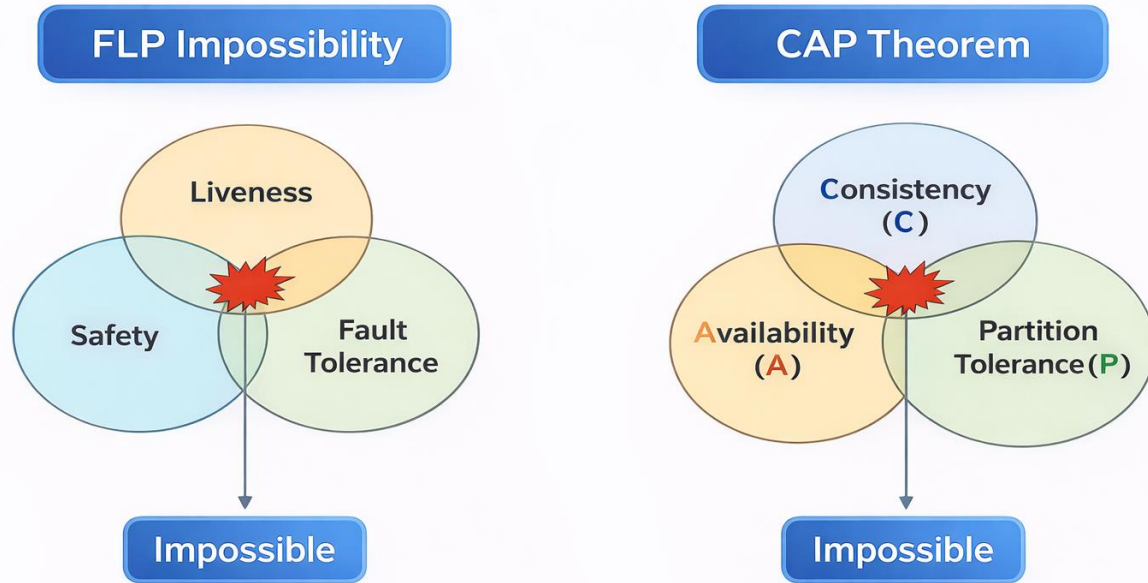 FLP Impossibility
Liveness
Safety
Fault
Tolerance
Impossible
CAP Theorem
Consistency
(C)
Availability
(A)
Partition
Tolerance(P)
Impossible